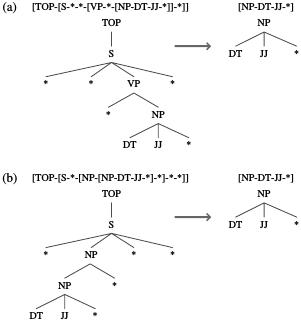 (a) [TOP-[S-*-*-[VP-*-[NP-DT-JJ-*]]-*]] [NP-DT-JJ-*]
TOP NP
S DT JJ *
* * VP *
* NP
DT JJ *
(b) [TOP-[S-*-[NP-[NP-DT-JJ-*]-*]-*-*]] [NP-DT-JJ-*]
TOP NP
S DT JJ *
* NP * *
NP *
DT JJ *